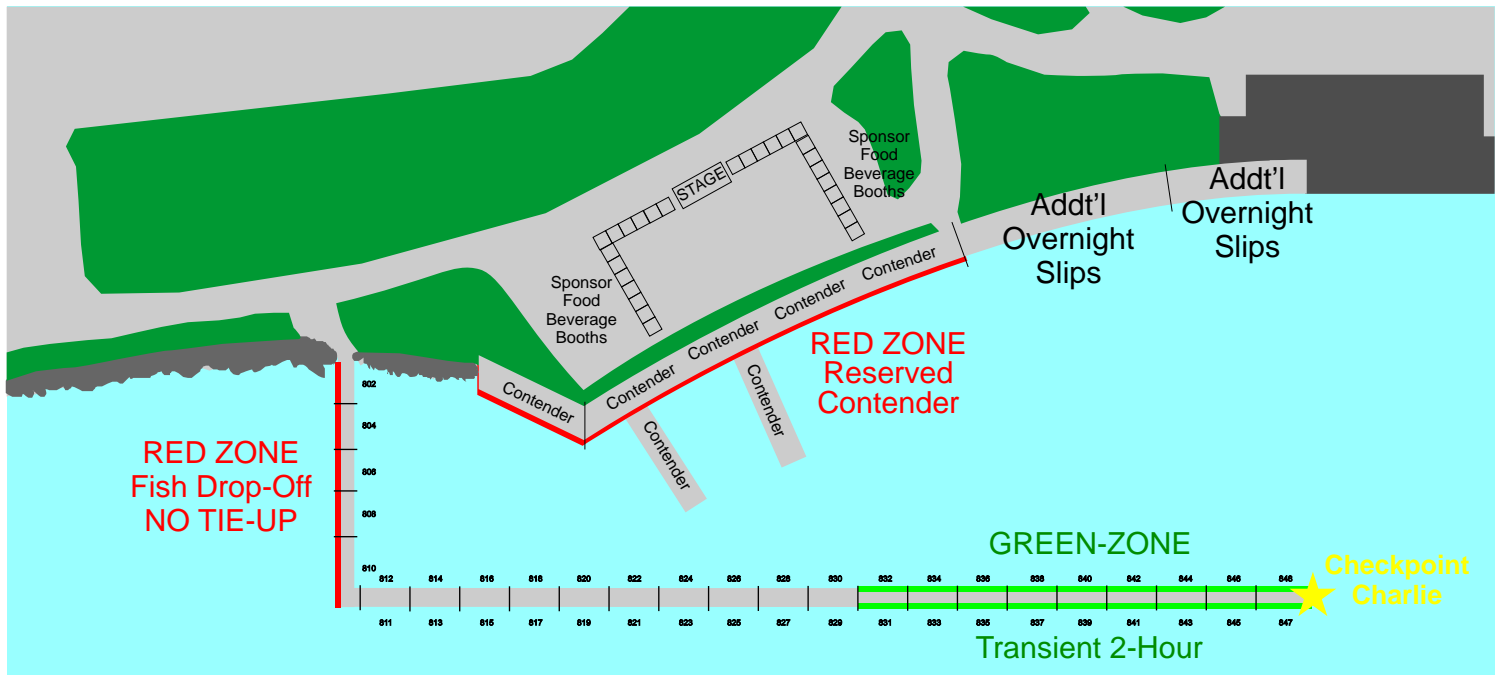 STAGE
Sponsor
Food
Beverage
Booths
Sponsor
Food
Beverage
Booths
Addt'l
Overnight
Slips
Addt'l
Overnight
Slips
Contender
Contender
Contender
Contender
Contender
Contender
Contender
RED ZONE
Reserved
Contender
RED ZONE
Fish Drop-Off
NO TIE-UP
802
804
806
808
810
GREEN-ZONE
Checkpoint
Charlie
812 814 816 818 820 822 824 826 828 830 832 834 836 838 840 842 844 846 848
811 813 815 817 819 821 823 825 827 829 831 833 835 837 839 841 843 845 847
Transient 2-Hour